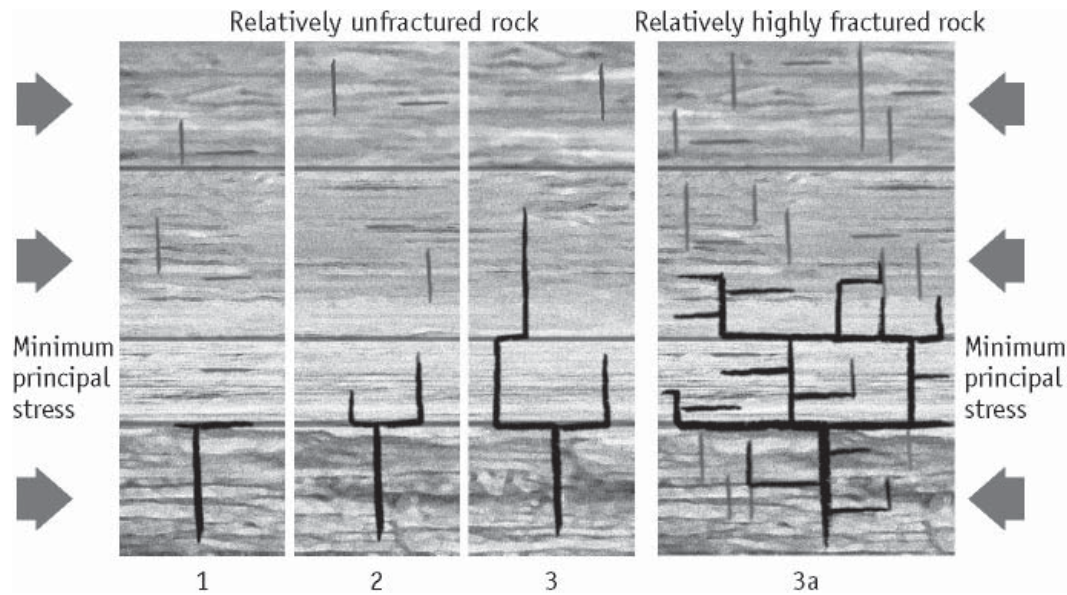 Relatively unfractured rock
Relatively highly fractured rock
Minimum
principal
stress
Minimum
principal
stress
1
2
3
3a